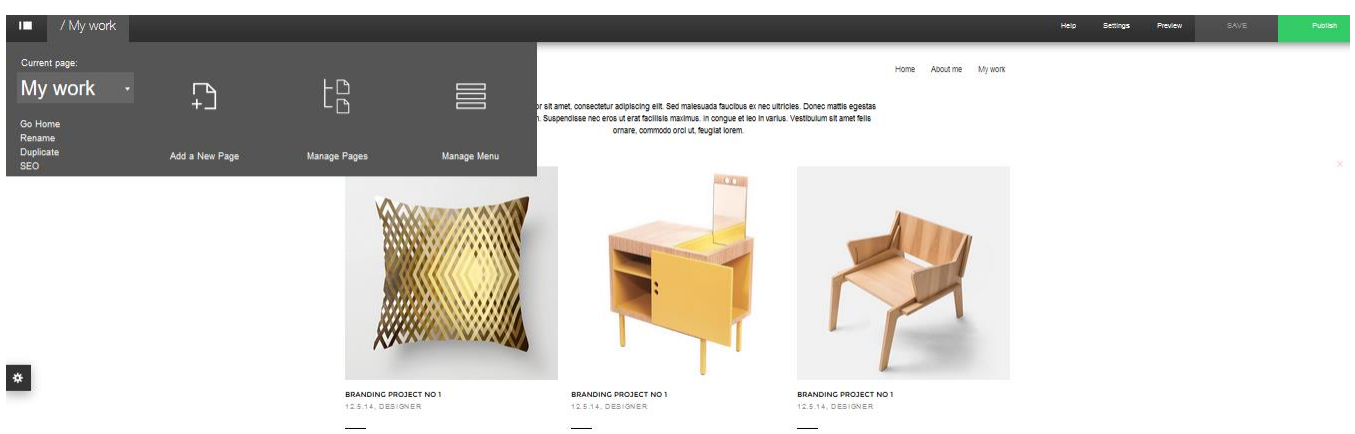 / My work
Help Settings Preview SAVE Publish
Current page:
My work
Go Home
Rename
Duplicate
SEO
Add a New Page
Manage Pages
Manage Menu
Home About me My work
or sit amet, consectetur adipiscing elit. Sed malesuada faucibus ex nec ultricies. Donec mattis egestas
. Suspendisse nec eros ut erat facilisis maximus. In congue et leo in varius. Vestibulum sit amet felis
ornare, commodo orci ut, feugiat lorem.
BRANDING PROJECT NO 1
12.5.14, DESIGNER
BRANDING PROJECT NO 1
12.5.14, DESIGNER
BRANDING PROJECT NO 1
12.5.14, DESIGNER